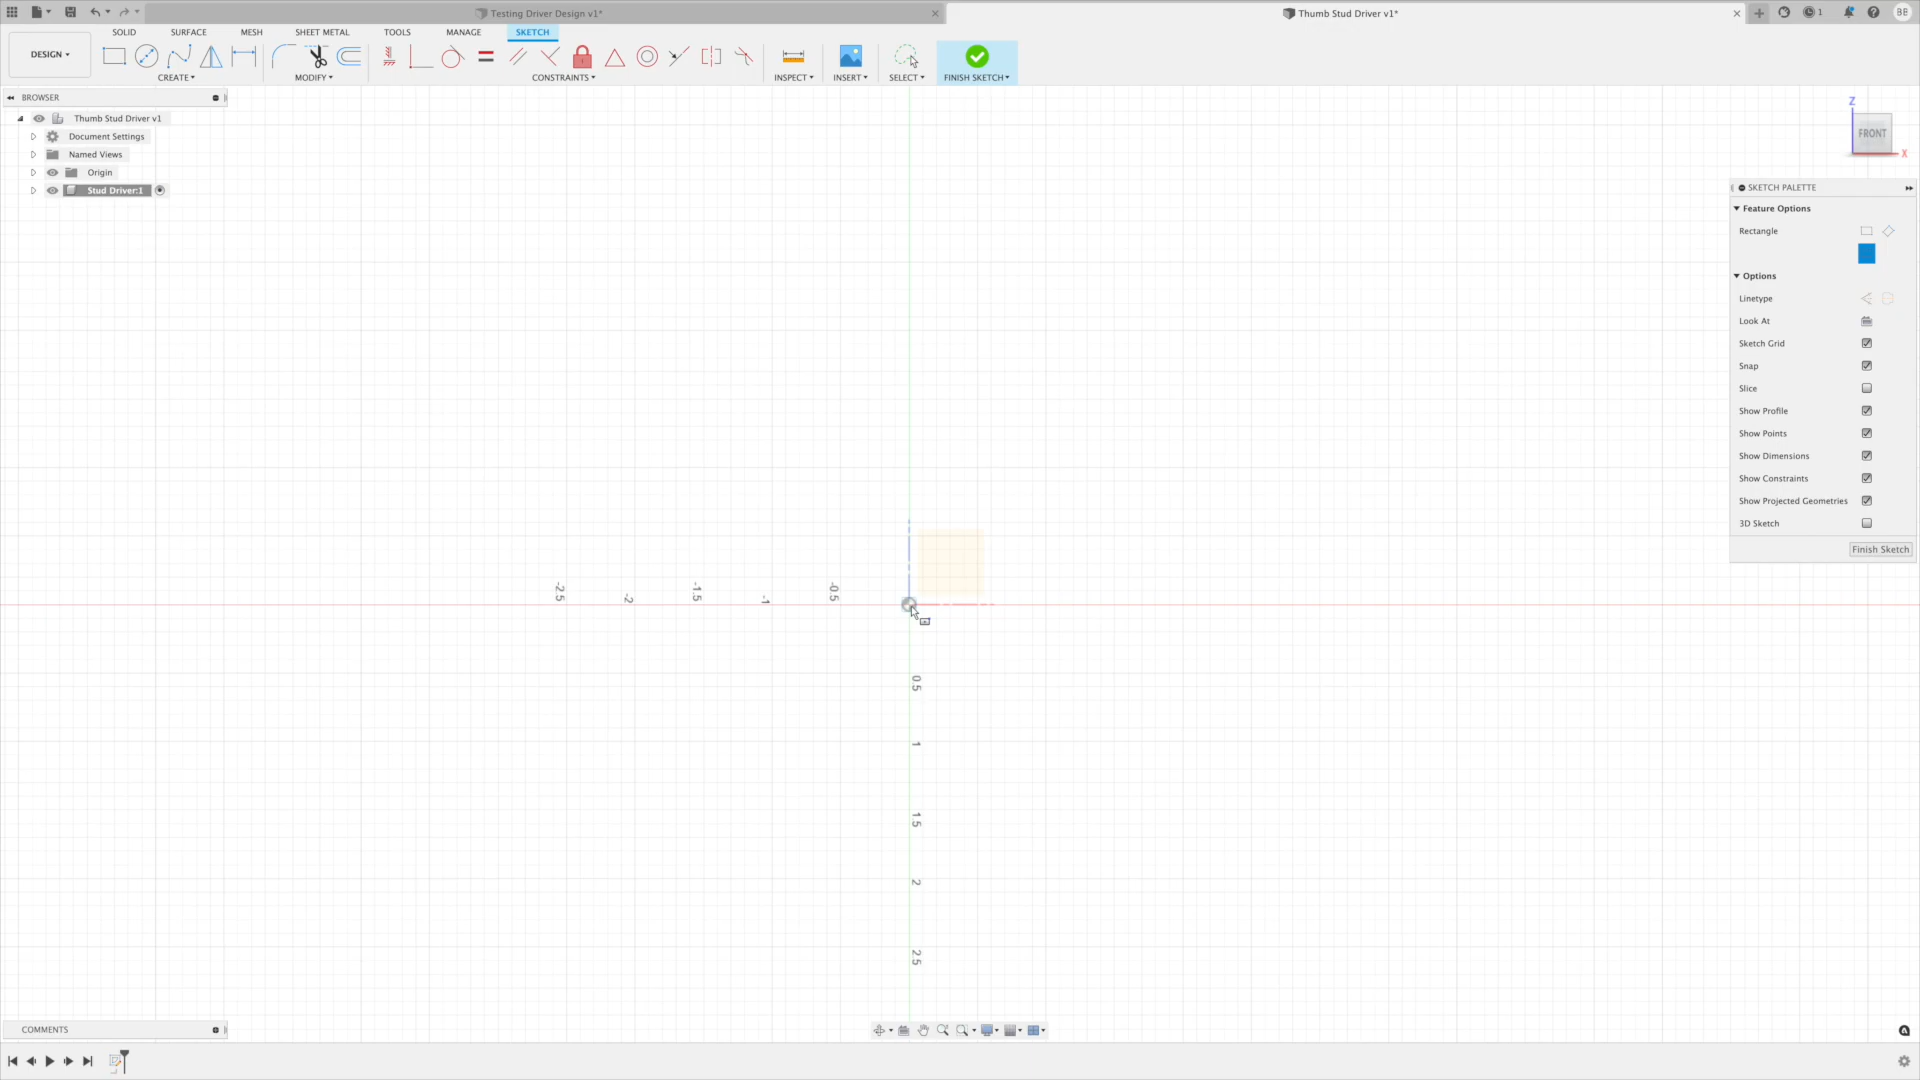 Testing Driver Design v1*
Thumb Stud Driver v1*
1
BB
SOLID SURFACE MESH SHEET METAL TOOLS MANAGE SKETCH
DESIGN
CREATE MODIFY CONSTRAINTS INSPECT INSERT SELECT FINISH SKETCH
BROWSER
Thumb Stud Driver v1
Document Settings
Named Views
Origin
Stud Driver:1
Z
FRONT
X
SKETCH PALETTE
Feature Options
Rectangle
Options
Linetype
Look At
Sketch Grid
Snap
Slice
Show Profile
Show Points
Show Dimensions
Show Constraints
Show Projected Geometries
3D Sketch
Finish Sketch
-2.5 -2 -1.5 -1 -0.5
0.5
1
1.5
2
2.5
COMMENTS